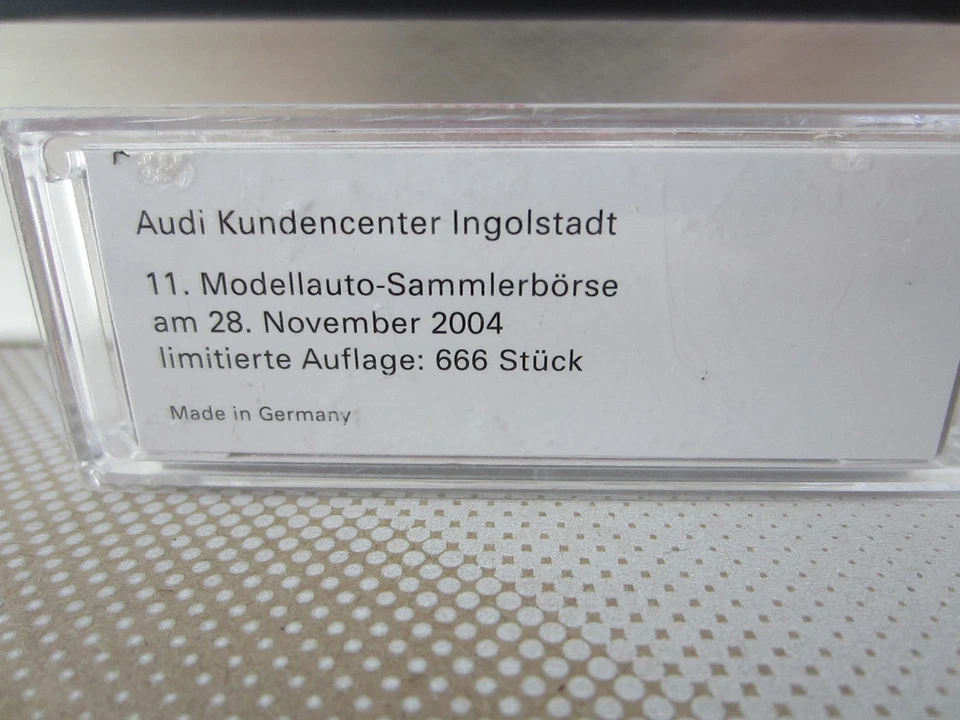 Audi Kundencenter Ingolstadt
11. Modellauto-Sammlerbörse
am 28. November 2004
limitierte Auflage: 666 Stück
Made in Germany